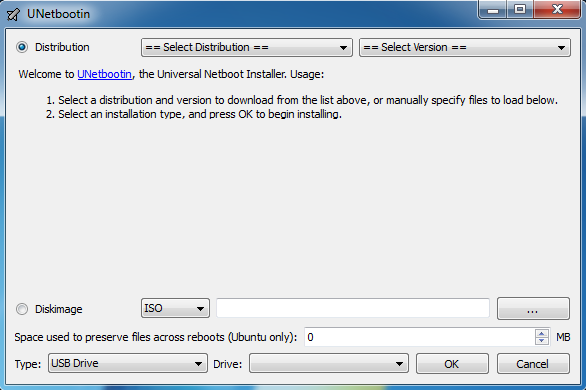 UNetbootin
Distribution == Select Distribution == == Select Version ==
Welcome to UNetbootin, the Universal Netboot Installer. Usage:
1. Select a distribution and version to download from the list above, or manually specify files to load below.
2. Select an installation type, and press OK to begin installing.
Diskimage ISO ...
Space used to preserve files across reboots (Ubuntu only): 0 MB
Type: USB Drive Drive: OK Cancel